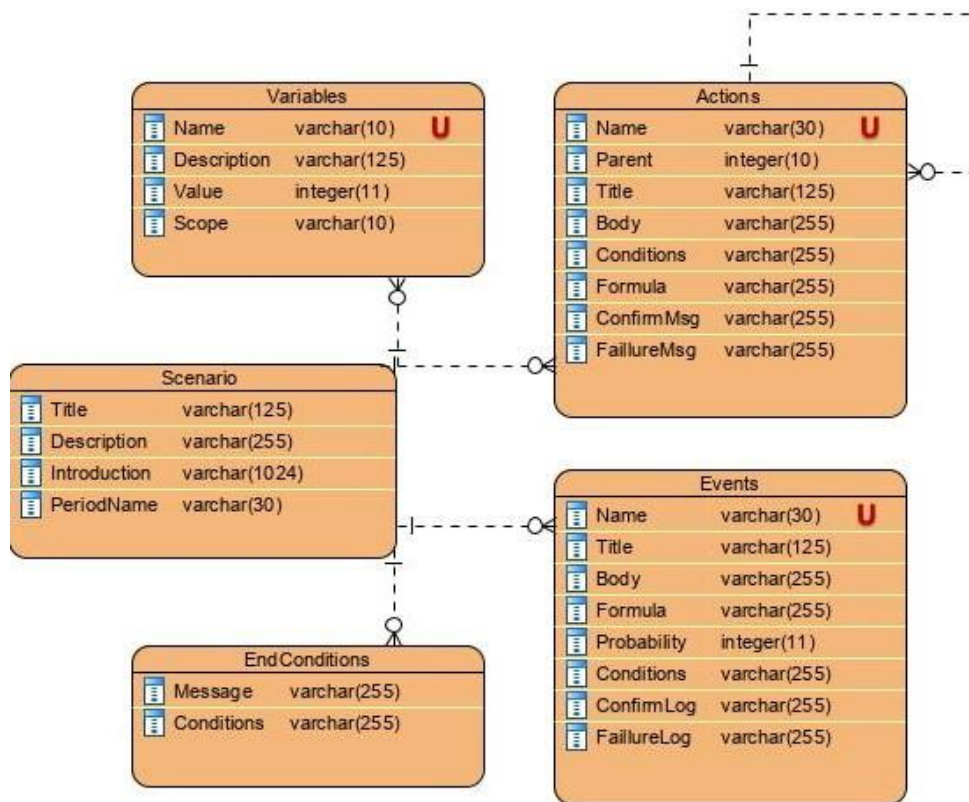 Variables
Name varchar(10) U
Description varchar(125)
Value integer(11)
Scope varchar(10)
Actions
Name varchar(30) U
Parent integer(10)
Title varchar(125)
Body varchar(255)
Conditions varchar(255)
Formula varchar(255)
ConfirmMsg varchar(255)
FaillureMsg varchar(255)
Scenario
Title varchar(125)
Description varchar(255)
Introduction varchar(1024)
PeriodName varchar(30)
Events
Name varchar(30) U
Title varchar(125)
Body varchar(255)
Formula varchar(255)
Probability integer(11)
Conditions varchar(255)
ConfirmLog varchar(255)
FaillureLog varchar(255)
EndConditions
Message varchar(255)
Conditions varchar(255)